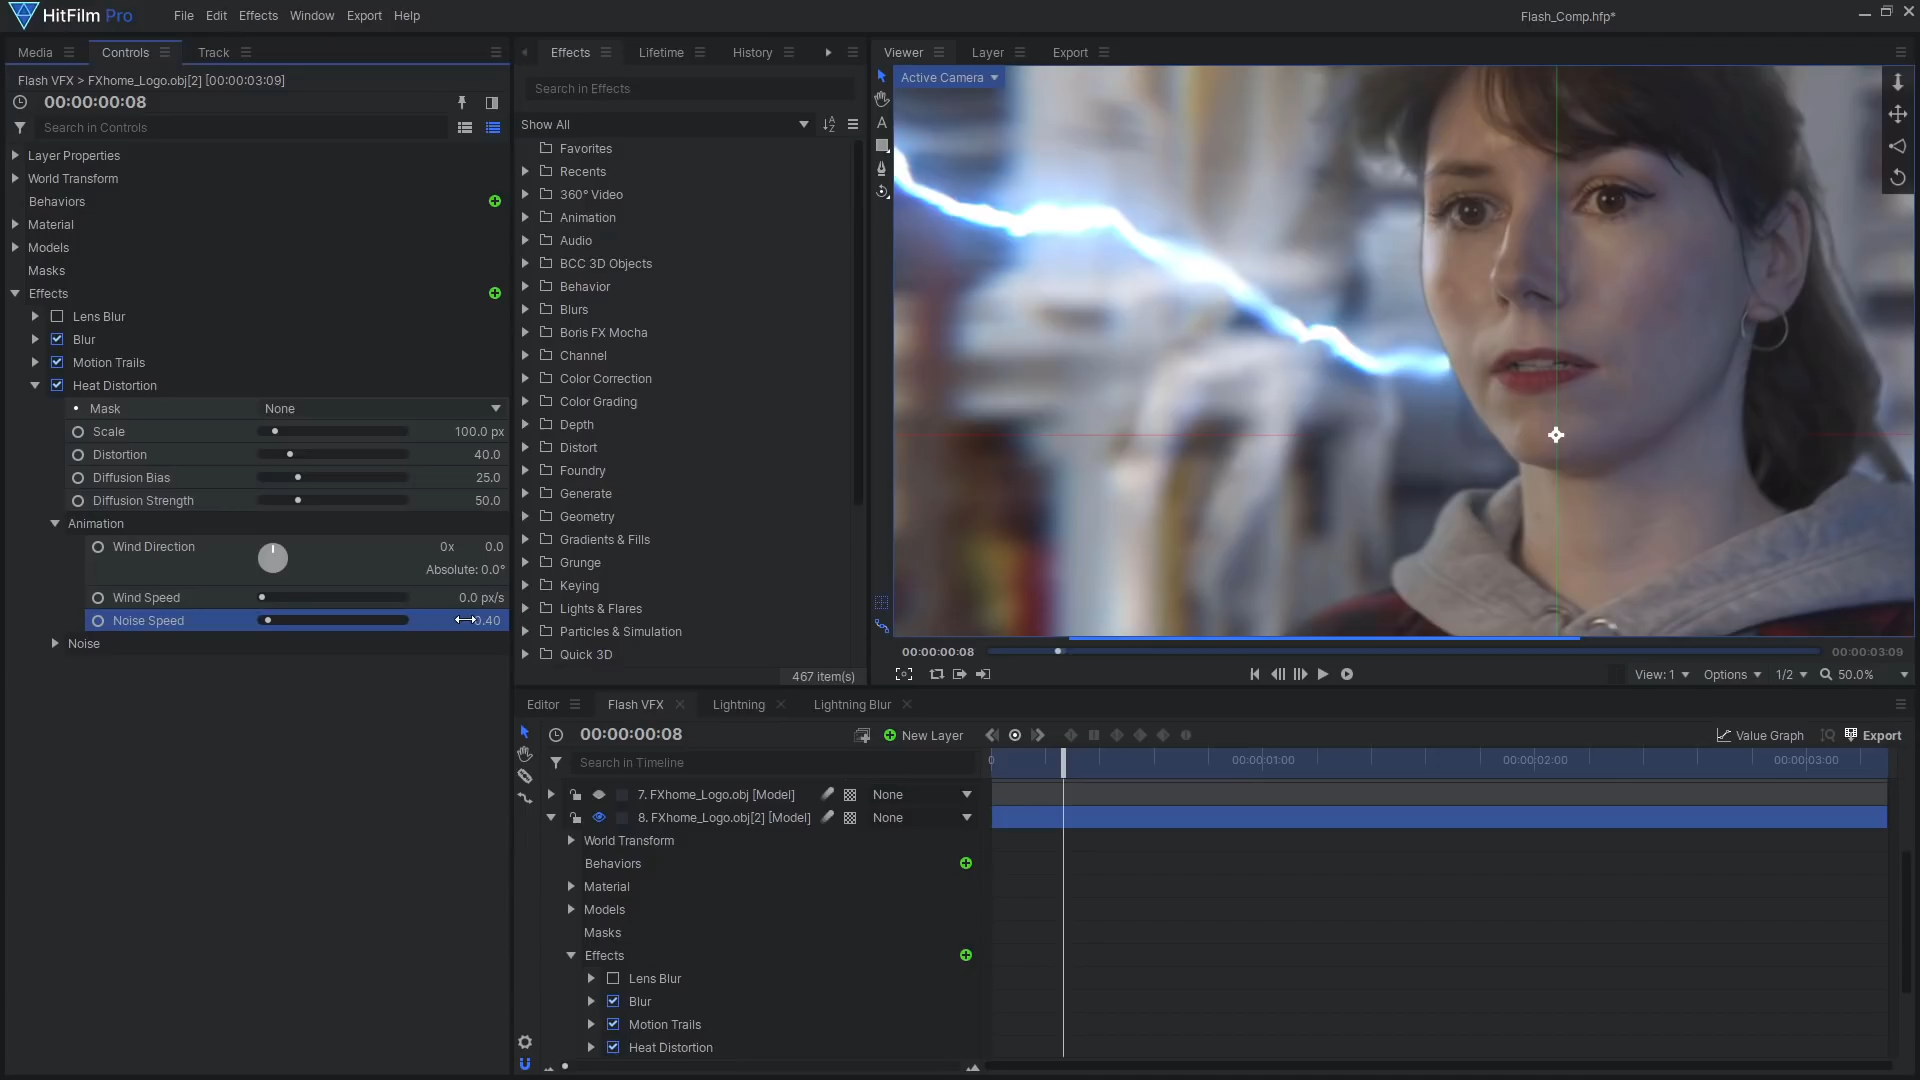 HitFilm Pro File Edit Effects Window Export Help Flash_Comp.hfp*
Media Controls Track
Flash VFX > FXhome_Logo.obj[2] [00:00:03:09]
00:00:00:08
Search in Controls
Layer Properties
World Transform
Behaviors
Material
Models
Masks
Effects
Lens Blur
Blur
Motion Trails
Heat Distortion
Mask None
Scale 100.0 px
Distortion 40.0
Diffusion Bias 25.0
Diffusion Strength 50.0
Animation
Wind Direction 0x 0.0
Absolute: 0.0°
Wind Speed 0.0 px/s
Noise Speed 0.40
Noise
Effects Lifetime History
Search in Effects
Show All
Favorites
Recents
360° Video
Animation
Audio
BCC 3D Objects
Behavior
Blurs
Boris FX Mocha
Channel
Color Correction
Color Grading
Depth
Distort
Foundry
Generate
Geometry
Gradients & Fills
Grunge
Keying
Lights & Flares
Particles & Simulation
Quick 3D
467 item(s)
Viewer Layer Export
Active Camera
A
00:00:00:08 00:00:03:09
View: 1 Options 1/2 50.0%
Editor Flash VFX Lightning Lightning Blur
00:00:00:08 New Layer Value Graph Export
Search in Timeline
0 00:00:01:00 00:00:02:00 00:00:03:00
7. FXhome_Logo.obj [Model] None
8. FXhome_Logo.obj[2] [Model] None
World Transform
Behaviors
Material
Models
Masks
Effects
Lens Blur
Blur
Motion Trails
Heat Distortion